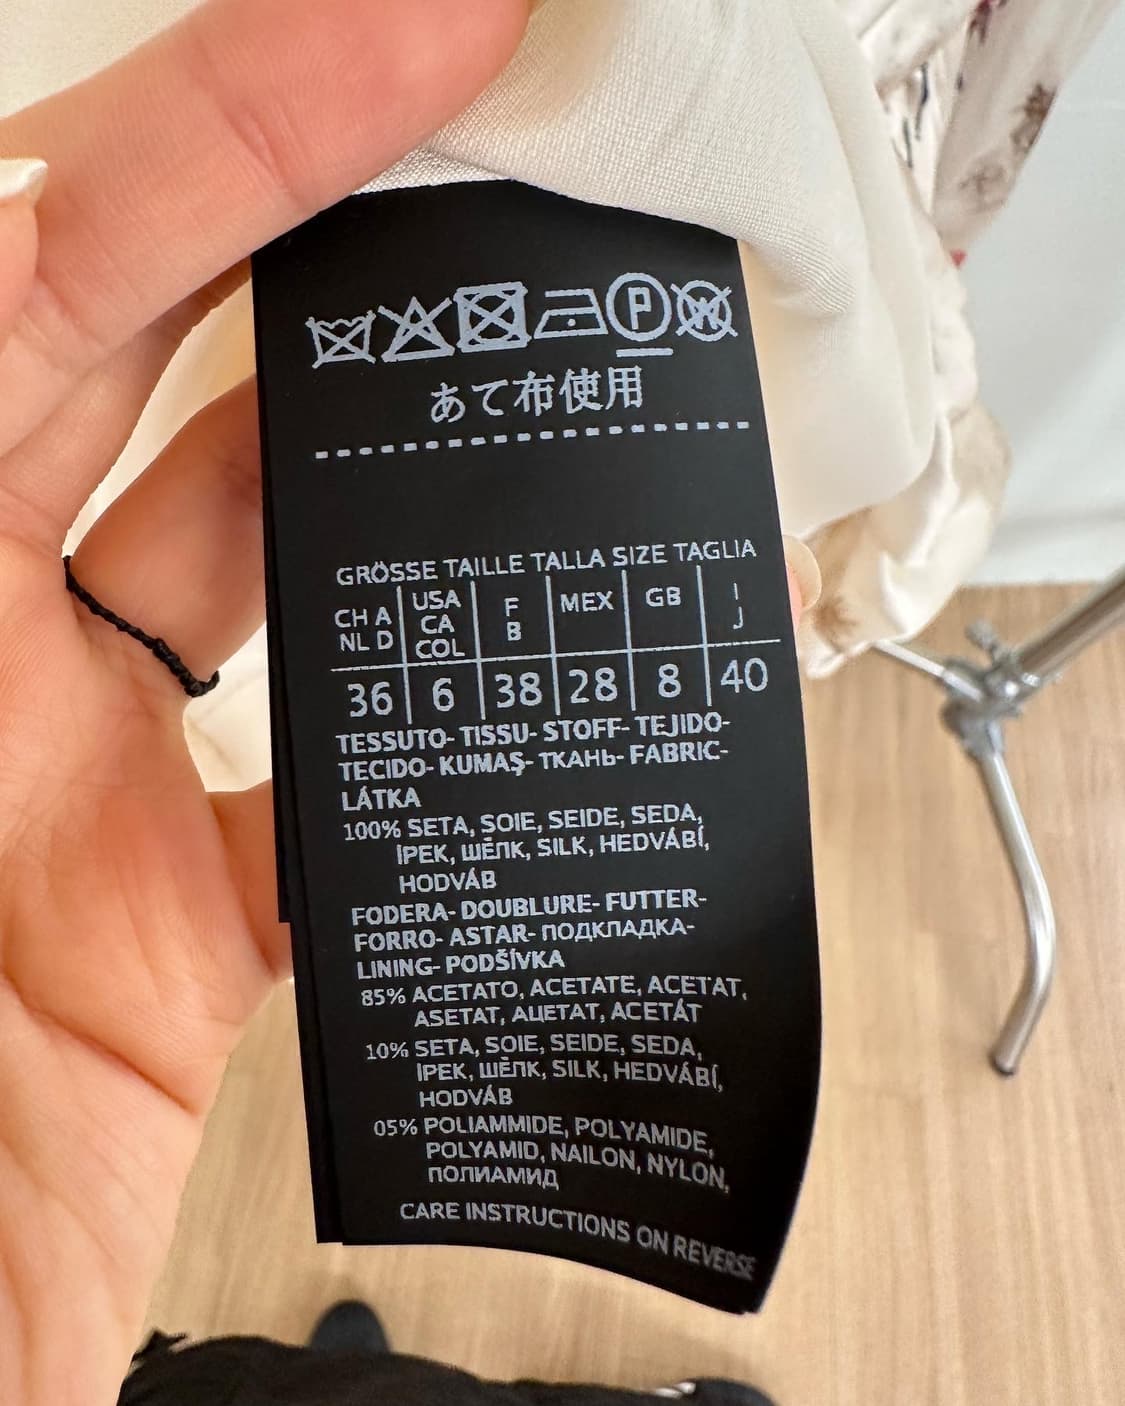 P W
あて布使用
GRÖSSE TAILLE TALLA SIZE TAGLIA
CH A NL D USA CA COL F B MEX GB I J
36 6 38 28 8 40
TESSUTO- TISSU- STOFF- TEJIDO-
TECIDO- KUMAŞ- ТКАНЬ- FABRIC-
LÁTKA
100% SETA, SOIE, SEIDE, SEDA,
İPEK, ШЁЛК, SILK, HEDVÁBÍ,
HODVÁB
FODERA- DOUBLURE- FUTTER-
FORRO- ASTAR- ПОДКЛАДКА-
LINING- PODŠÍVKA
85% ACETATO, ACETATE, ACETAT,
ASETAT, АЦЕТАТ, ACETÁT
10% SETA, SOIE, SEIDE, SEDA,
İPEK, ШЁЛК, SILK, HEDVÁBÍ,
HODVÁB
05% POLIAMMIDE, POLYAMIDE,
POLYAMID, NAILON, NYLON,
ПОЛИАМИД
CARE INSTRUCTIONS ON REVERSE